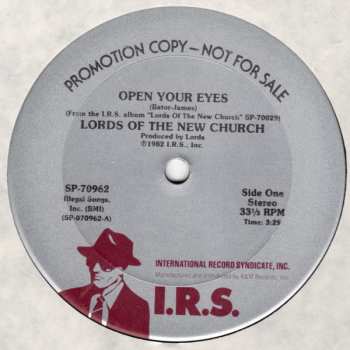 PROMOTION COPY — NOT FOR SALE
OPEN YOUR EYES
(Bator-James)
(From the I.R.S. album "Lords Of The New Church" SP-70029)
LORDS OF THE NEW CHURCH
Produced by Lords
©1982 I.R.S., Inc.
SP-70962
Illegal Songs,
Inc. (BMI)
(SP-070962-A)
Side One
Stereo
33⅓ RPM
Time: 3:29
INTERNATIONAL RECORD SYNDICATE, INC.
Manufactured and distributed by A&M Records, Inc.
I.R.S.